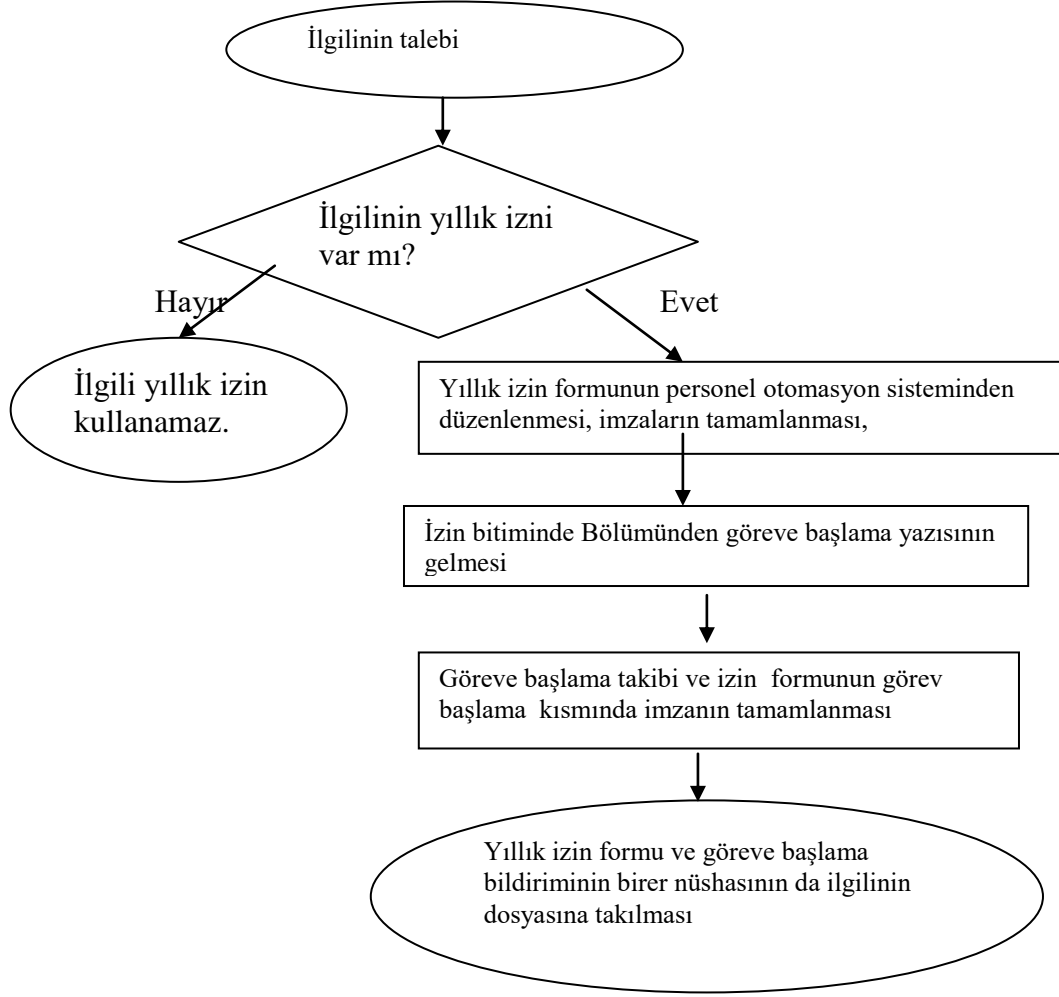 İlgilinin talebi
İlgilinin yıllık izni
var mı?
Hayır
Evet
İlgili yıllık izin
kullanamaz.
Yıllık izin formunun personel otomasyon sisteminden
düzenlenmesi, imzaların tamamlanması,
İzin bitiminde Bölümünden göreve başlama yazısının
gelmesi
Göreve başlama takibi ve izin  formunun görev
başlama  kısmında imzanın tamamlanması
Yıllık izin formu ve göreve başlama
bildiriminin birer nüshasının da ilgilinin
dosyasına takılması